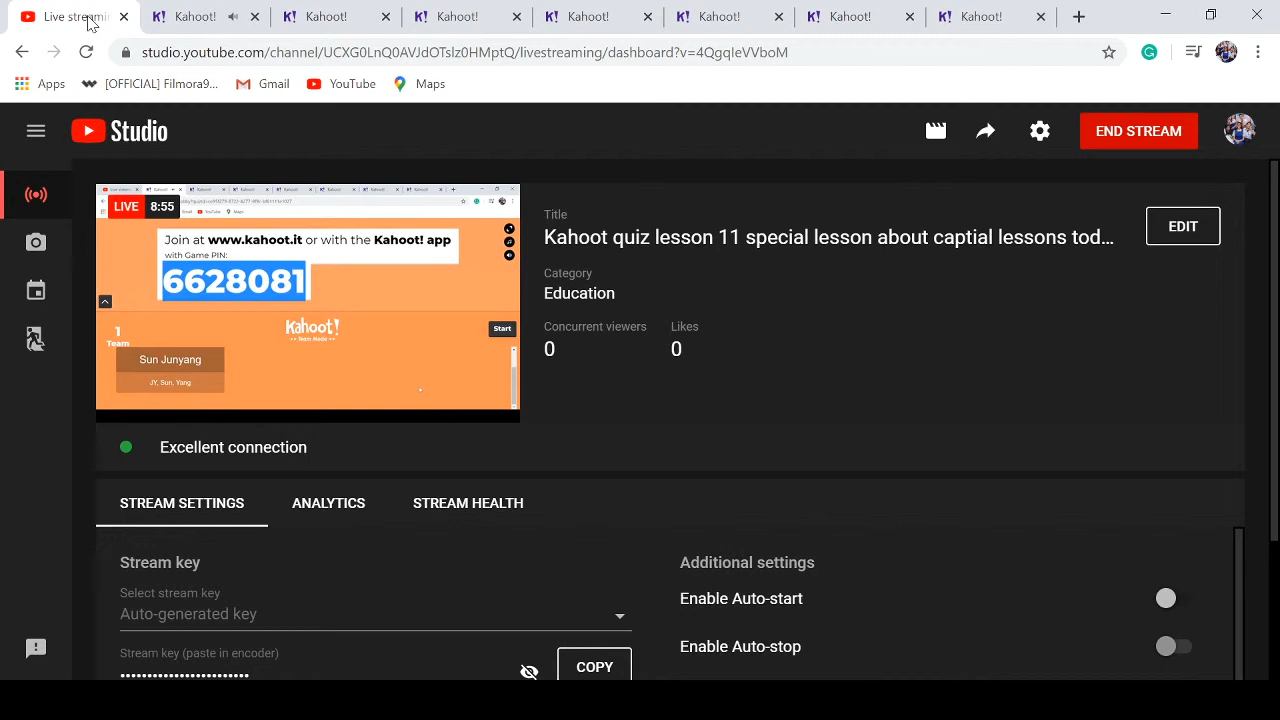 Live streami
Kahoot!
Kahoot!
Kahoot!
Kahoot!
Kahoot!
Kahoot!
Kahoot!
studio.youtube.com/channel/UCXG0LnQ0AVJdOTslz0HMptQ/livestreaming/dashboard?v=4QgqIeVVboM
Apps
[OFFICIAL] Filmora9...
Gmail
YouTube
Maps
Studio
END STREAM
LIVE 8:55
Join at www.kahoot.it or with the Kahoot! app
with Game PIN:
6628081
1
Team
Kahoot!
Team Mode
Start
Sun Junyang
JY, Sun, Yang
Title
Kahoot quiz lesson 11 special lesson about captial lessons tod...
EDIT
Category
Education
Concurrent viewers
0
Likes
0
Excellent connection
STREAM SETTINGS
ANALYTICS
STREAM HEALTH
Stream key
Select stream key
Auto-generated key
Stream key (paste in encoder)
COPY
Additional settings
Enable Auto-start
Enable Auto-stop